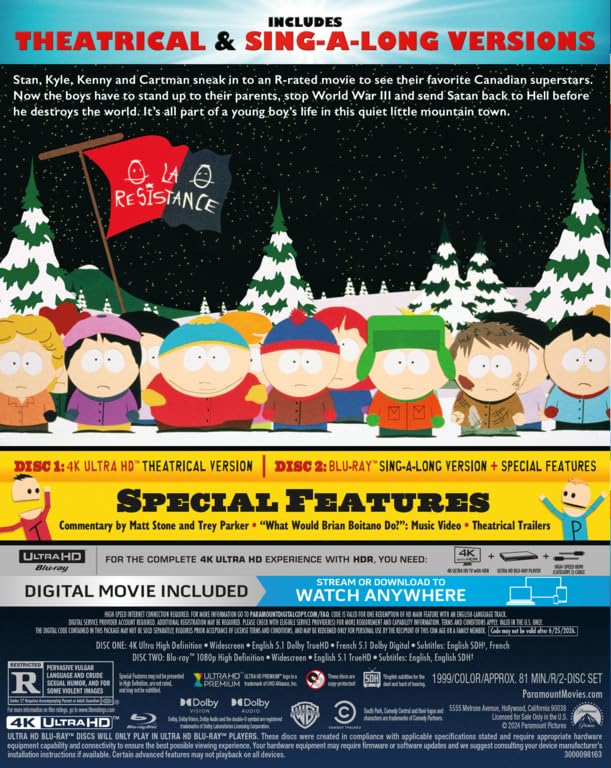 INCLUDES
THEATRICAL & SING-A-LONG VERSIONS
Stan, Kyle, Kenny and Cartman sneak in to an R-rated movie to see their favorite Canadian superstars.
Now the boys have to stand up to their parents, stop World War III and send Satan back to Hell before
he destroys the world. It's all part of a young boy's life in this quiet little mountain town.
LA
RESISTANCE
DISC 1: 4K ULTRA HD™ THEATRICAL VERSION | DISC 2: BLU-RAY™ SING-A-LONG VERSION + SPECIAL FEATURES
SPECIAL FEATURES
Commentary by Matt Stone and Trey Parker • "What Would Brian Boitano Do?": Music Video • Theatrical Trailers
T
P
ULTRA HD Blu-ray
FOR THE COMPLETE 4K ULTRA HD EXPERIENCE WITH HDR, YOU NEED:
4K ULTRA HD TV with HDR
ULTRA HD BLU-RAY PLAYER
HIGH-SPEED HDMI (CATEGORY 2) CABLE
DIGITAL MOVIE INCLUDED
STREAM OR DOWNLOAD TO
WATCH ANYWHERE
HIGH SPEED INTERNET CONNECTION REQUIRED. FOR MORE INFORMATION GO TO PARAMOUNTDIGITALCOPY.COM/FAQ. CODE IS VALID FOR ONE REDEMPTION OF HD MAIN FEATURE WITH AN ENGLISH-LANGUAGE TRACK.
DIGITAL SERVICE PROVIDER ACCOUNT REQUIRED. ADDITIONAL REGISTRATION MAY BE REQUIRED. PLEASE CHECK WITH ELIGIBLE SERVICE PROVIDER(S) FOR MORE REQUIREMENT AND CAPABILITY INFORMATION. TERMS AND CONDITIONS APPLY. VALID IN THE U.S. ONLY.
THE DIGITAL CODE CONTAINED IN THIS PACKAGE MAY NOT BE SOLD SEPARATELY, REQUIRES PRIOR ACCEPTANCE OF LICENSE TERMS AND CONDITIONS, AND MAY BE REDEEMED ONLY FOR PERSONAL USE BY THE RECIPIENT OF THIS COMBO PACK OR A FAMILY MEMBER. Code may not be valid after 6/25/2026.
DISC ONE: 4K Ultra High Definition • Widescreen • English 5.1 Dolby TrueHD • French 5.1 Dolby Digital • Subtitles: English SDH†, French
DISC TWO: Blu-ray™ 1080p High Definition • Widescreen • English 5.1 TrueHD • Subtitles: English, English SDH†
RESTRICTED
R
PERVASIVE VULGAR
LANGUAGE AND CRUDE
SEXUAL HUMOR, AND FOR
SOME VIOLENT IMAGES
Under 17 Requires Accompanying Parent or Adult Guardian
For more information on film ratings, go to www.filmratings.com
Special Features may not be presented
in High Definition, are not rated,
and may not be subtitled.
ULTRAHD PREMIUM
ULTRA HD PREMIUM™ logo is a
trademark of UHD Alliance, Inc.
These discs are
copy-protected
SDH
†English subtitles for the
deaf and hard of hearing.
1999/COLOR/APPROX. 81 MIN./R/2-DISC SET
ParamountMovies.com
4K ULTRAHD™
Blu-ray Disc
Dolby VISION
Dolby AUDIO
Dolby, Dolby Vision, Dolby Audio and the double-D symbol are registered
trademarks of Dolby Laboratories Licensing Corporation.
COMEDY CENTRAL
South Park, Comedy Central and their logos and
characters are trademarks of Comedy Partners.
5555 Melrose Avenue, Hollywood, California 90038
Licensed for Sale Only in the U.S.
© 2024 Paramount Pictures
3000098163
ULTRA HD BLU-RAY™ DISCS WILL ONLY PLAY IN ULTRA HD BLU-RAY™ PLAYERS. These discs were created in compliance with applicable specifications stated and require appropriate hardware
equipment capability and connectivity to ensure the best possible viewing experience. Your hardware equipment may require firmware or software updates and we suggest consulting your device manufacturer's
installation instructions if available. Certain advanced features may not playback on all devices.